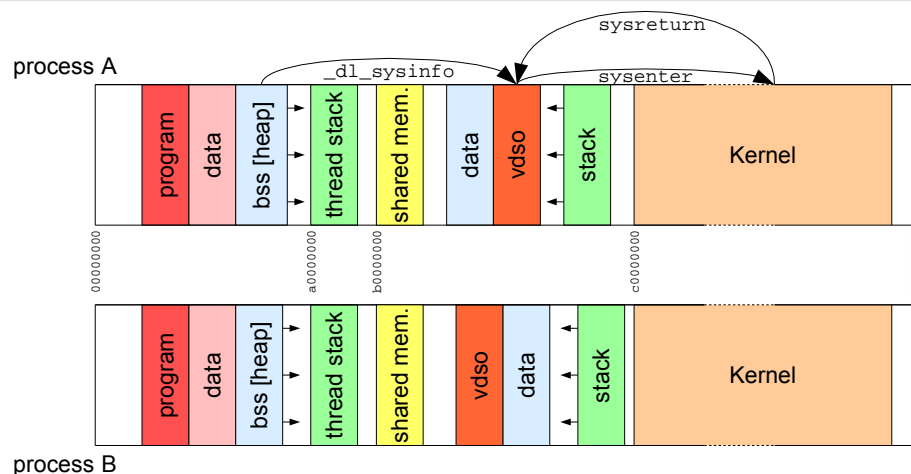 sysreturn
process A
_dl_sysinfo
sysenter
program
data
bss [heap]
thread stack
shared mem.
data
vdso
stack
Kernel
00000000
a0000000
b0000000
c0000000
program
data
bss [heap]
thread stack
shared mem.
vdso
data
stack
Kernel
process B